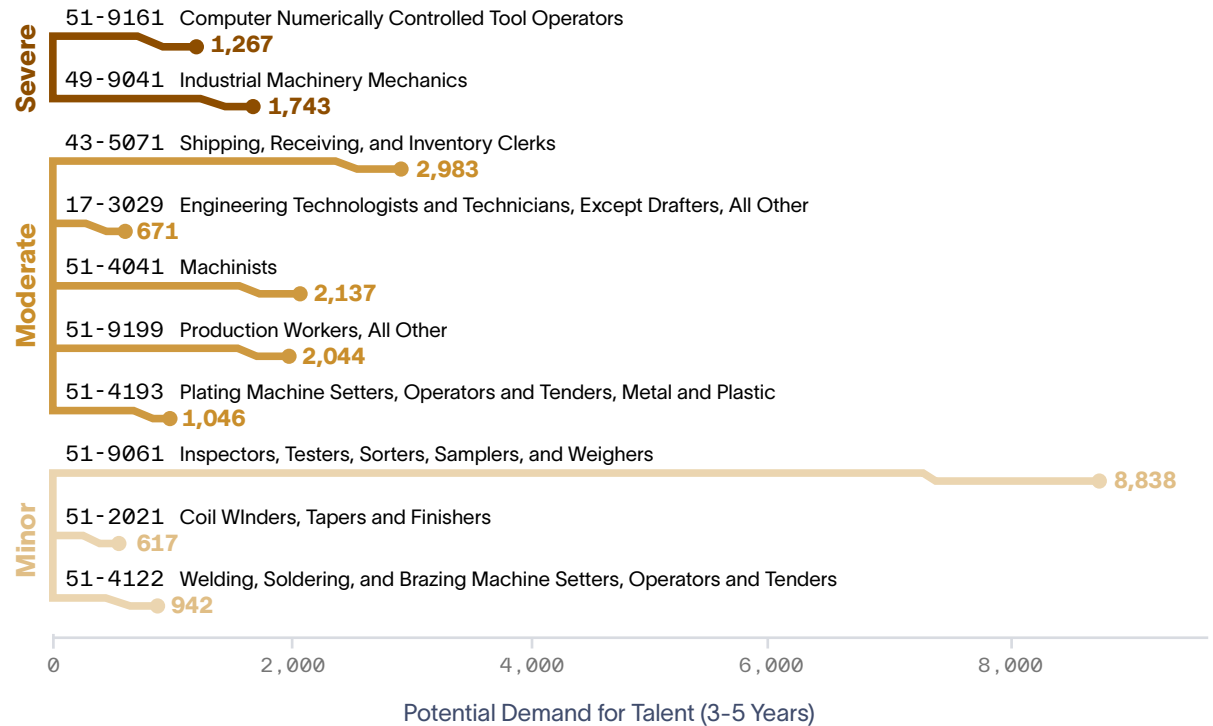 Severe
51-9161 Computer Numerically Controlled Tool Operators
1,267
49-9041 Industrial Machinery Mechanics
1,743
Moderate
43-5071 Shipping, Receiving, and Inventory Clerks
2,983
17-3029 Engineering Technologists and Technicians, Except Drafters, All Other
671
51-4041 Machinists
2,137
51-9199 Production Workers, All Other
2,044
51-4193 Plating Machine Setters, Operators and Tenders, Metal and Plastic
1,046
Minor
51-9061 Inspectors, Testers, Sorters, Samplers, and Weighers
8,838
51-2021 Coil WInders, Tapers and Finishers
617
51-4122 Welding, Soldering, and Brazing Machine Setters, Operators and Tenders
942
0 2,000 4,000 6,000 8,000
Potential Demand for Talent (3-5 Years)